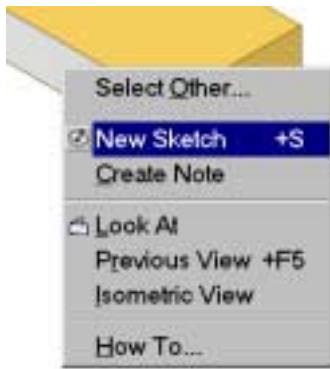 Select Other...
New Sketch +S
Create Note
Look At
Previous View +F5
Isometric View
How To...